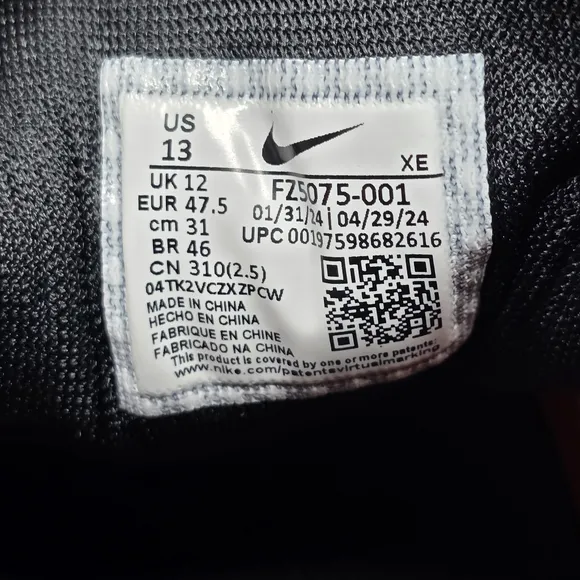 US
13
XE
UK 12
EUR 47.5
cm 31
BR 46
CN 310(2.5)
FZ5075-001
01/31/24 | 04/29/24
UPC 00197598682616
04TK2VCZXZPCW
MADE IN CHINA
HECHO EN CHINA
FABRIQUE EN CHINE
FABRICADO NA CHINA
This product is covered by one or more patents:
www.nike.com/patentsvirtualmarking